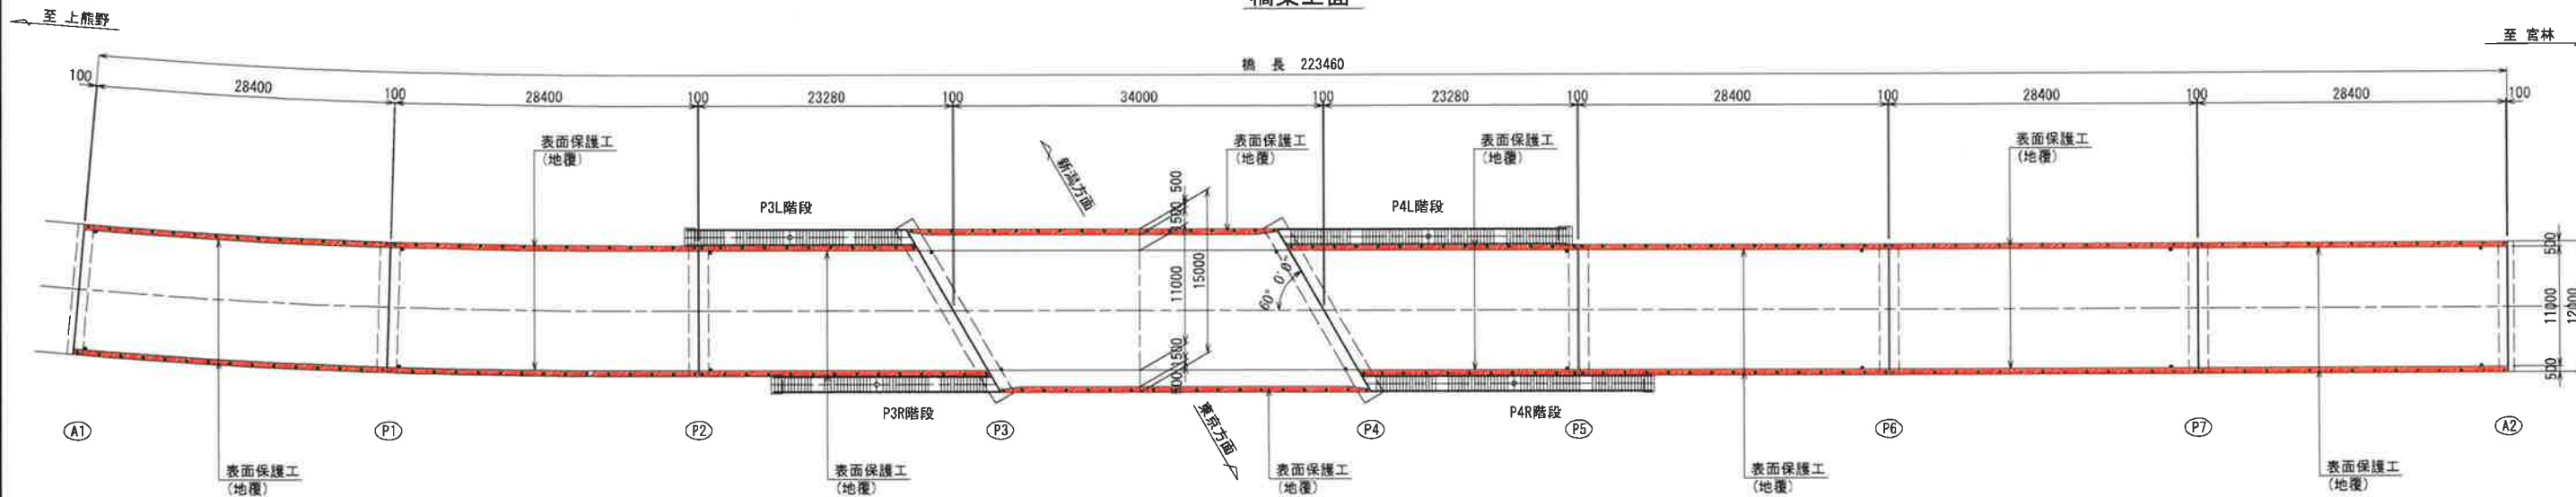 至 上熊野
至 宮林
橋 長 223460
100
28400
100
28400
100
23280
100
34000
100
23280
100
28400
100
28400
100
28400
100
表面保護工
(地覆)
表面保護工
(地覆)
表面保護工
(地覆)
表面保護工
(地覆)
新潟方面
P3L階段
P4L階段
500
1500
11000
15000
1500
500
60° 0' 0"
500
11000
12000
500
P3R階段
P4R階段
東京方面
A1
P1
P2
P3
P4
P5
P6
P7
A2
表面保護工
(地覆)
表面保護工
(地覆)
表面保護工
(地覆)
表面保護工
(地覆)
表面保護工
(地覆)